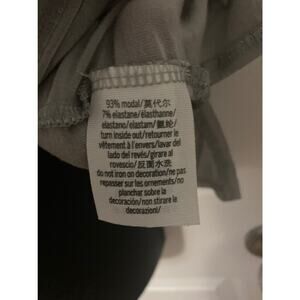 93% modal/莫代尔
7% elastane/élasthanne/
elastano/elastam/氨纶/
turn inside out/retourner le
vêtement à l'envers/lavar del
lado del revés/girare al
rovescio/反面水洗
do not iron on decoration/ne pas
repasser sur les ornements/no
planchar sobre la
decoración/non stirare le
decorazioni/